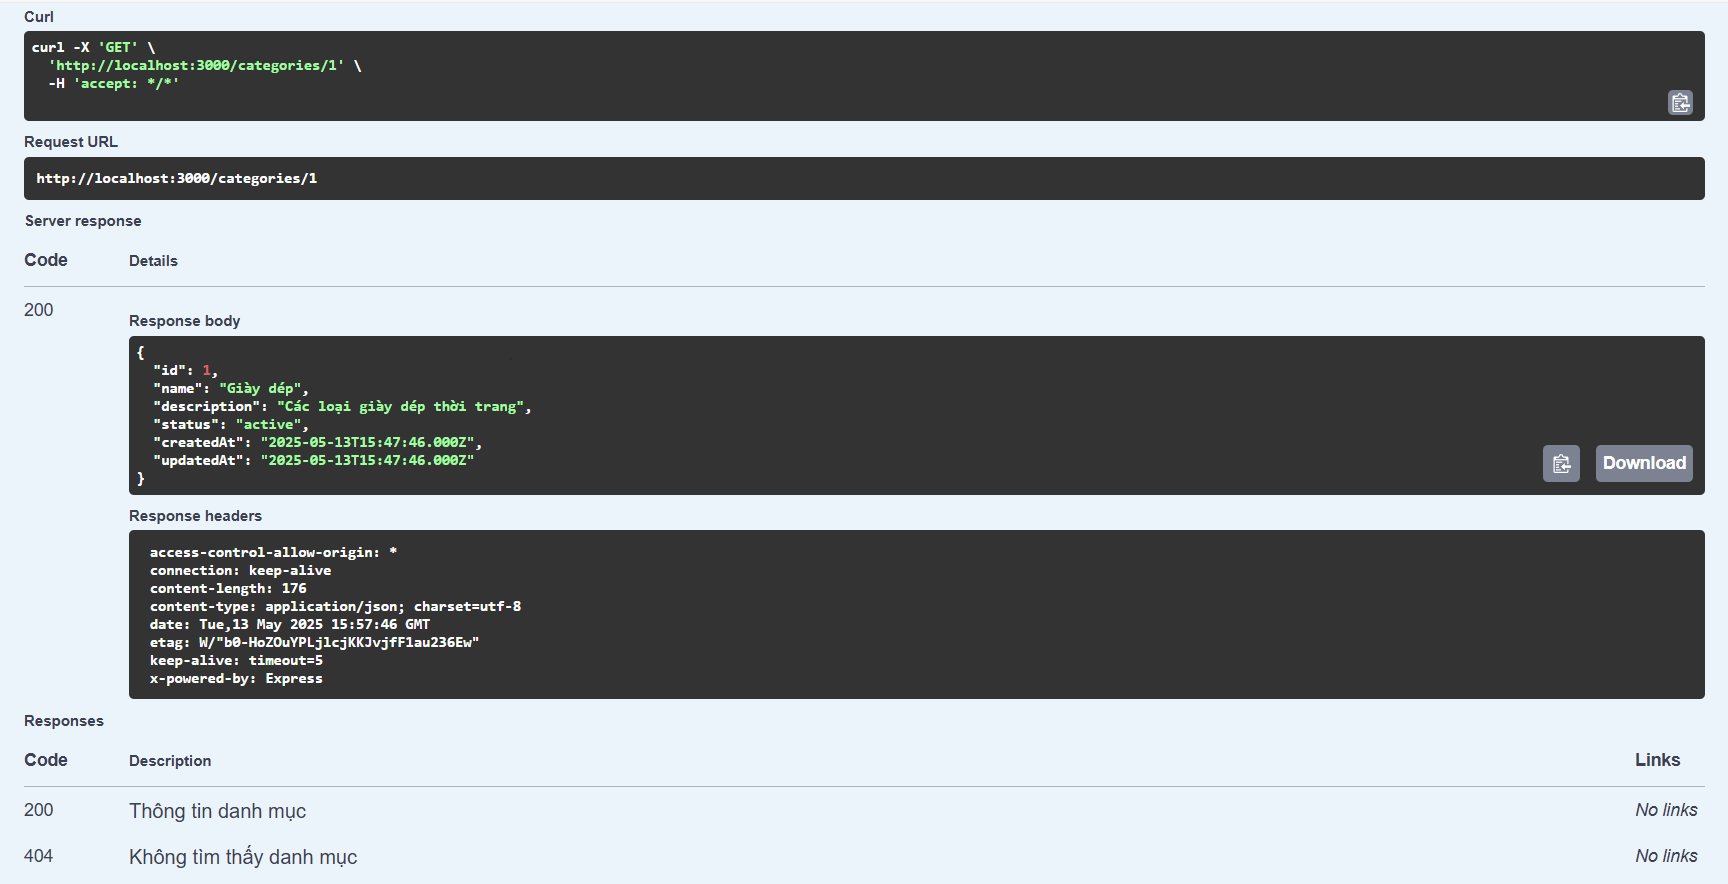 Curl
curl -X 'GET' \
  'http://localhost:3000/categories/1' \
  -H 'accept: */*'
Request URL
http://localhost:3000/categories/1
Server response
Code Details
200
Response body
{
  "id": 1,
  "name": "Giày dép",
  "description": "Các loại giày dép thời trang",
  "status": "active",
  "createdAt": "2025-05-13T15:47:46.000Z",
  "updatedAt": "2025-05-13T15:47:46.000Z"
}
Download
Response headers
access-control-allow-origin: *
connection: keep-alive
content-length: 176
content-type: application/json; charset=utf-8
date: Tue,13 May 2025 15:57:46 GMT
etag: W/"b0-HoZOuYPLjlcjKKJvjfF1au236Ew"
keep-alive: timeout=5
x-powered-by: Express
Responses
Code Description Links
200 Thông tin danh mục No links
404 Không tìm thấy danh mục No links